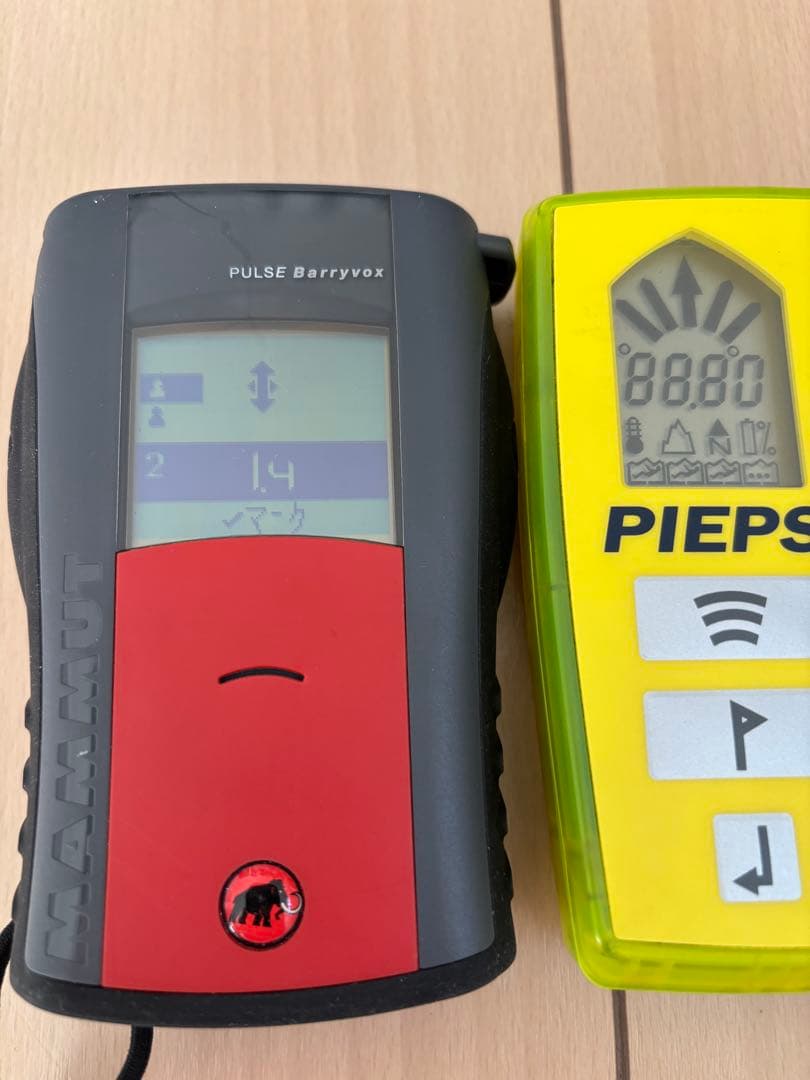 PULSE Barryvox
2 1.4
✓マーク
MAMMUT
88.80
N %
PIEPS